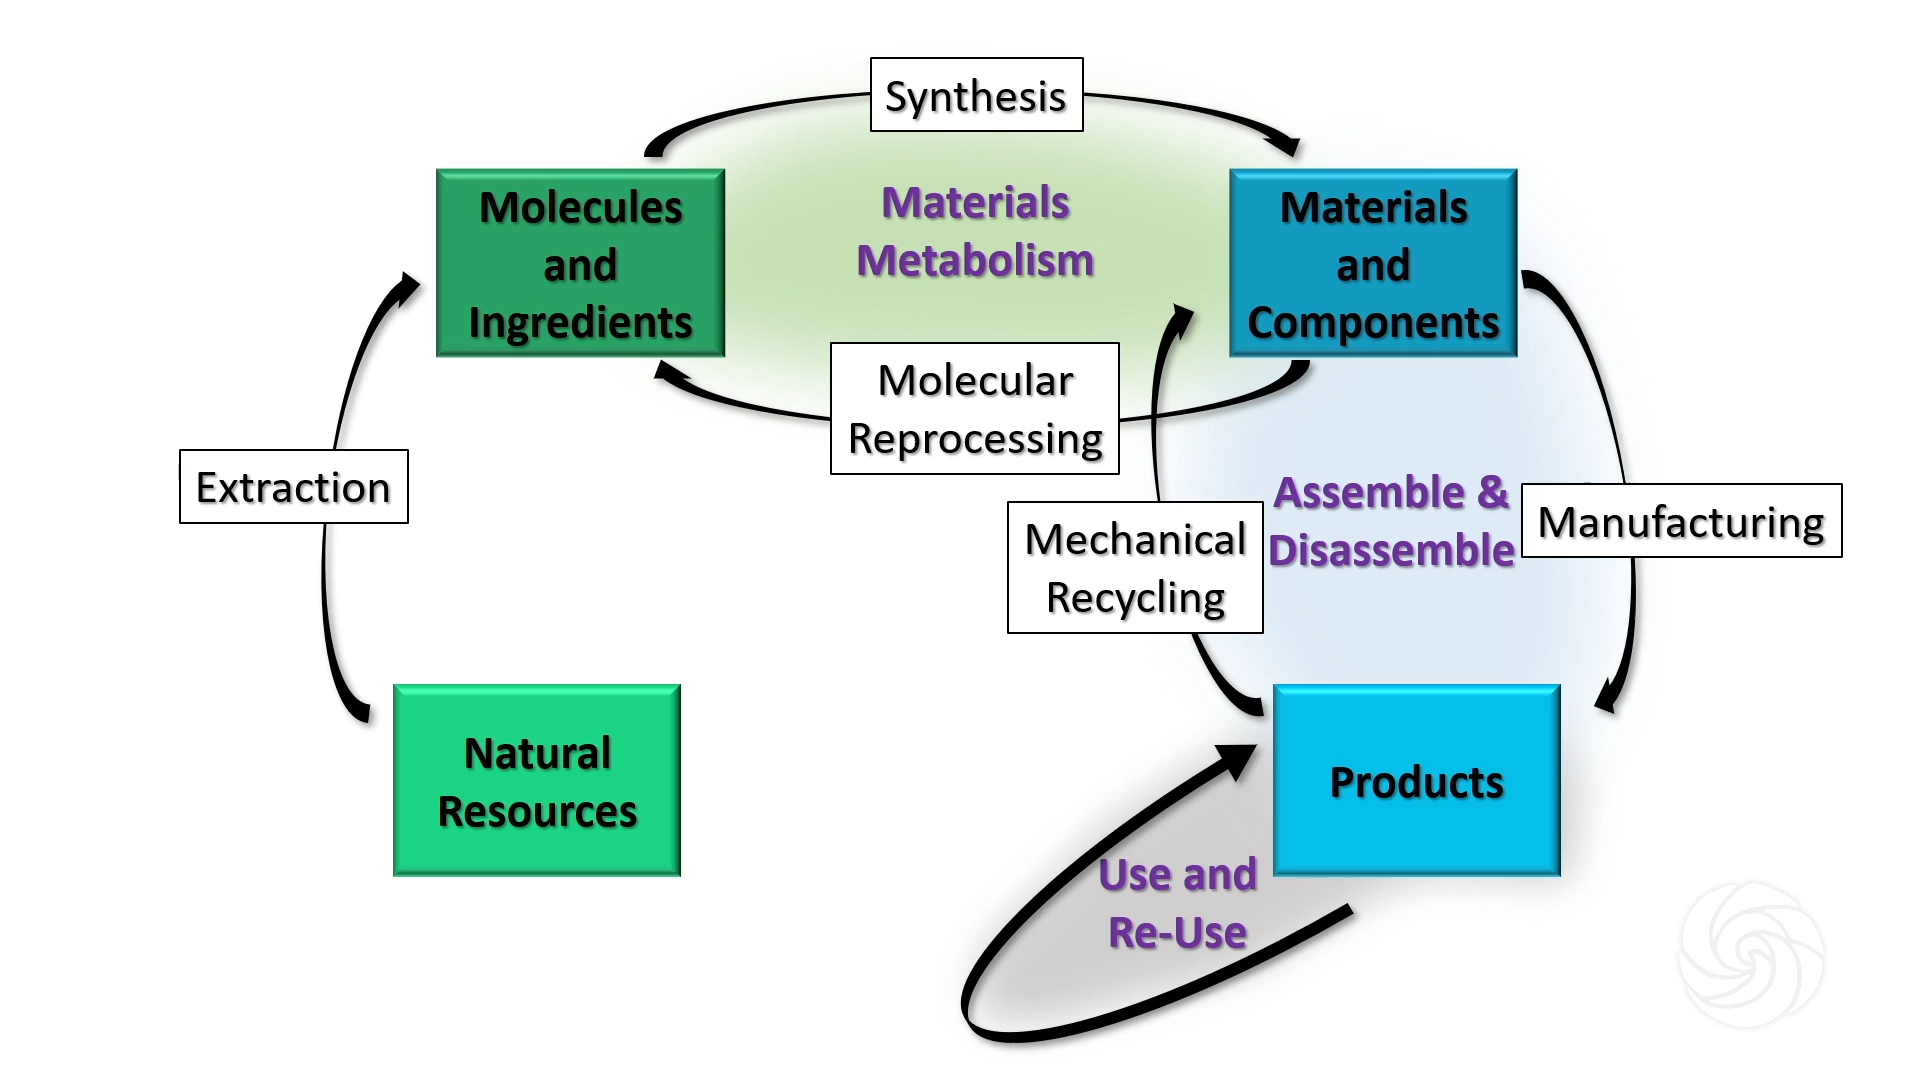 Synthesis
Molecules
and
Ingredients
Materials
Metabolism
Materials
and
Components
Molecular
Reprocessing
Extraction
Mechanical
Recycling
Assemble &
Disassemble
Manufacturing
Natural
Resources
Products
Use and
Re-Use